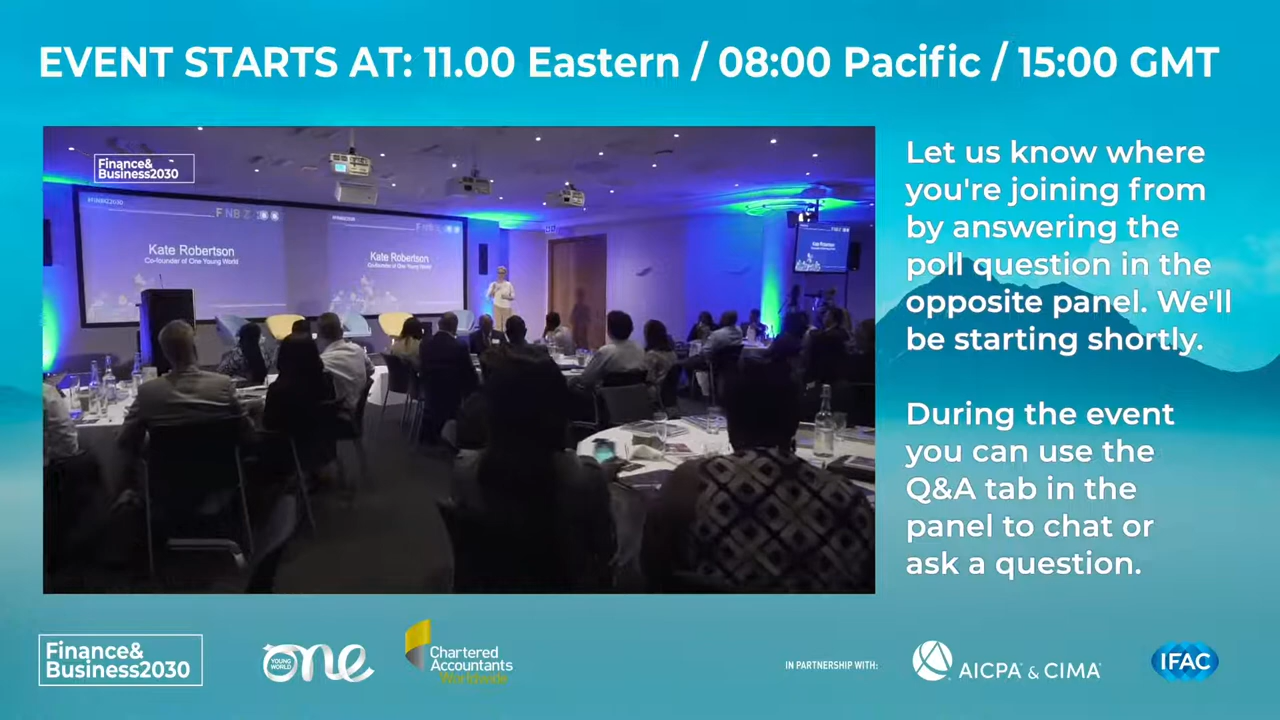 EVENT STARTS AT: 11.00 Eastern / 08:00 Pacific / 15:00 GMT
Finance&
Business2030
Kate Robertson
Co-founder of One Young World
Kate Robertson
Co-founder of One Young World
Kate Robertson
Let us know where
you're joining from
by answering the
poll question in the
opposite panel. We'll
be starting shortly.
During the event
you can use the
Q&A tab in the
panel to chat or
ask a question.
Finance&
Business2030
YOUNG
WORLD
one
Chartered
Accountants
Worldwide
IN PARTNERSHIP WITH:
AICPA & CIMA
IFAC